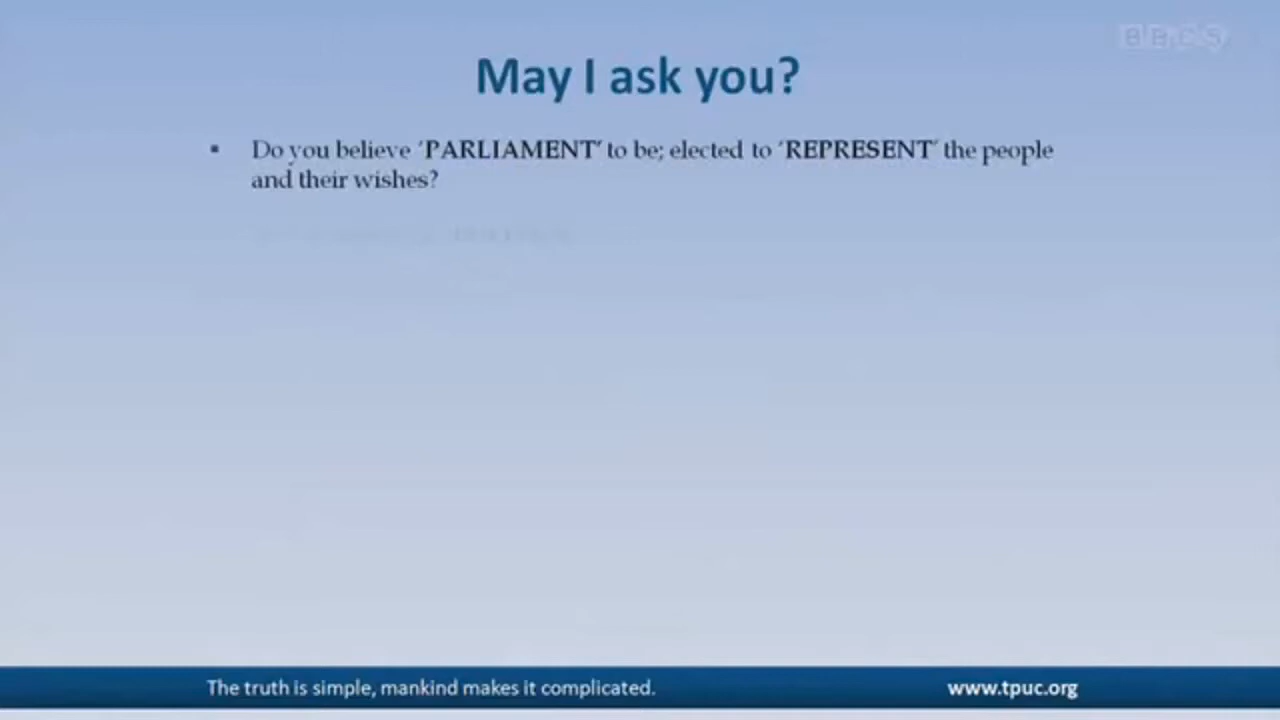 BBC5
May I ask you?
▪ Do you believe ‘PARLIAMENT’ to be; elected to ‘REPRESENT’ the people
and their wishes?
The truth is simple, mankind makes it complicated.
www.tpuc.org